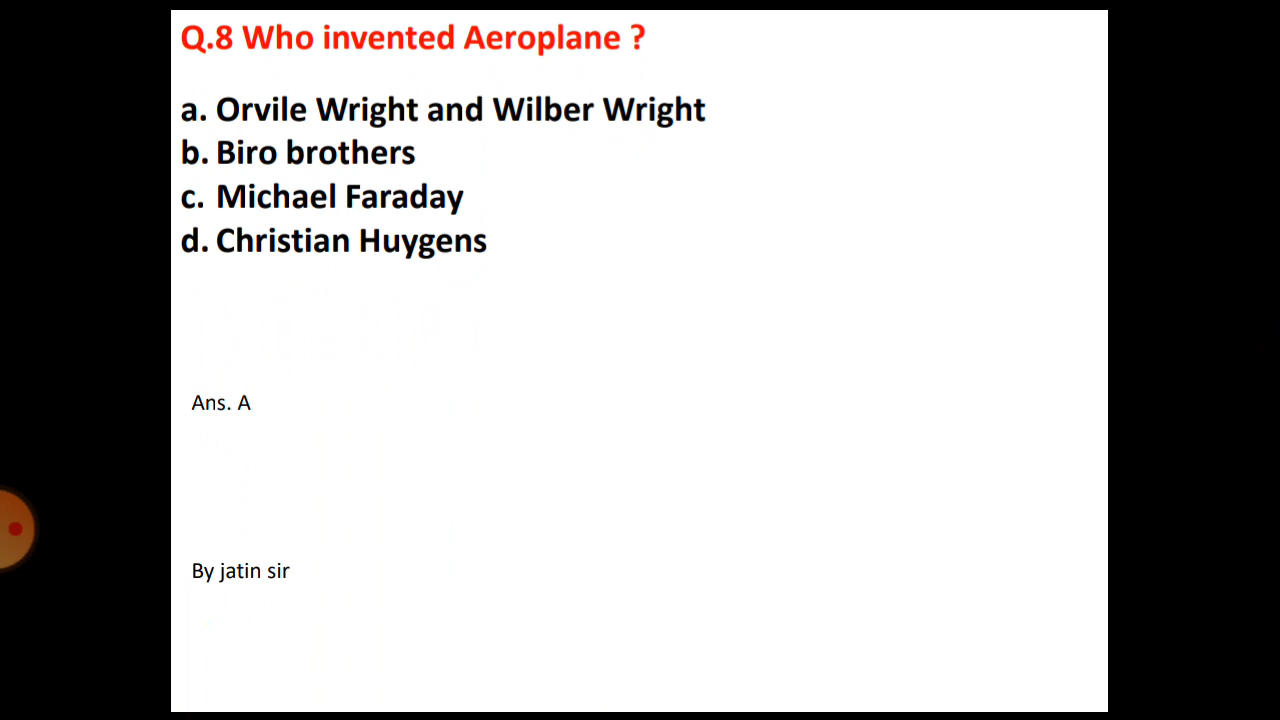 Q.8 Who invented Aeroplane ?
a. Orvile Wright and Wilber Wright
b. Biro brothers
c. Michael Faraday
d. Christian Huygens
Ans. A
By jatin sir